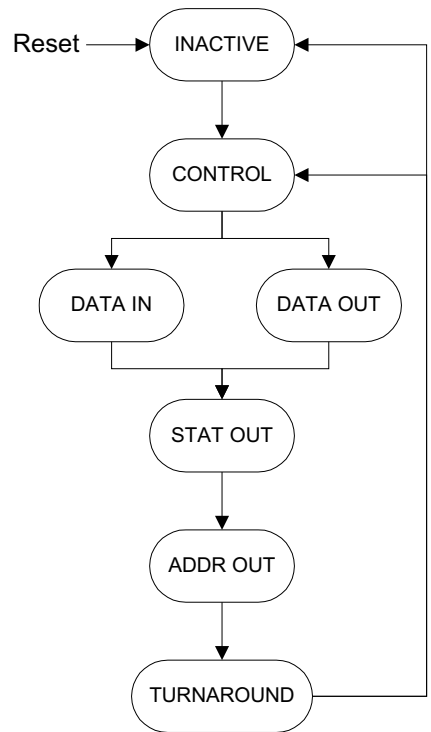 Reset
INACTIVE
CONTROL
DATA IN
DATA OUT
STAT OUT
ADDR OUT
TURNAROUND